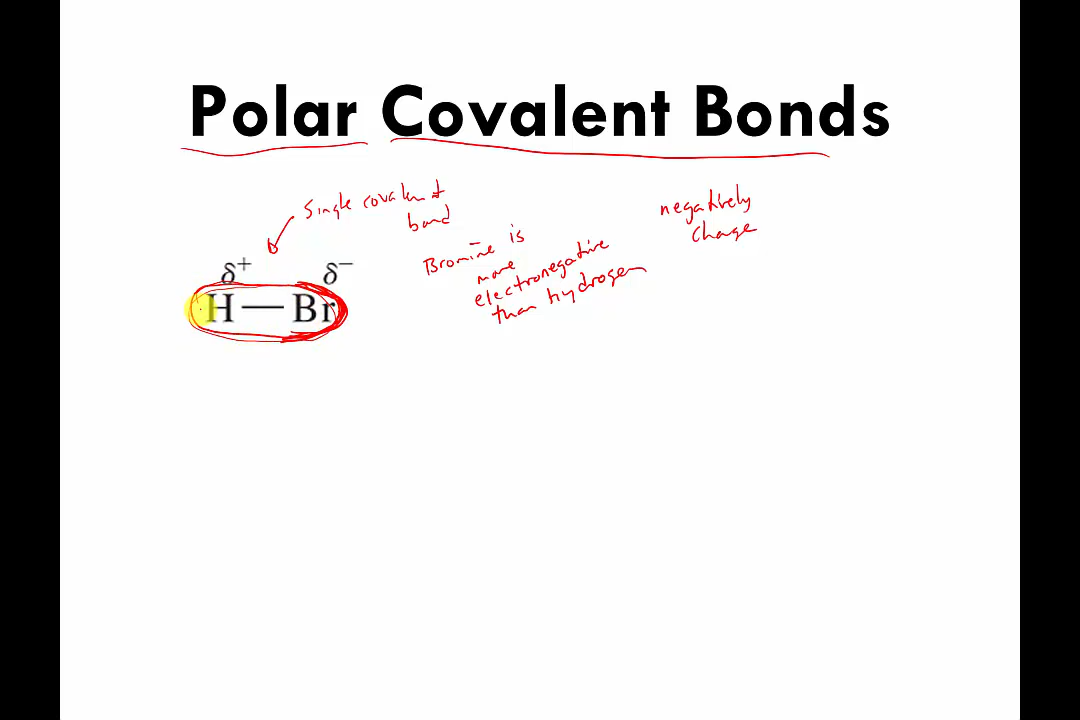 Polar Covalent Bonds
Single covalent
bond
negatively
charge
Bromine is
more
electronegative
than hydrogen
δ+ δ−
H — Br